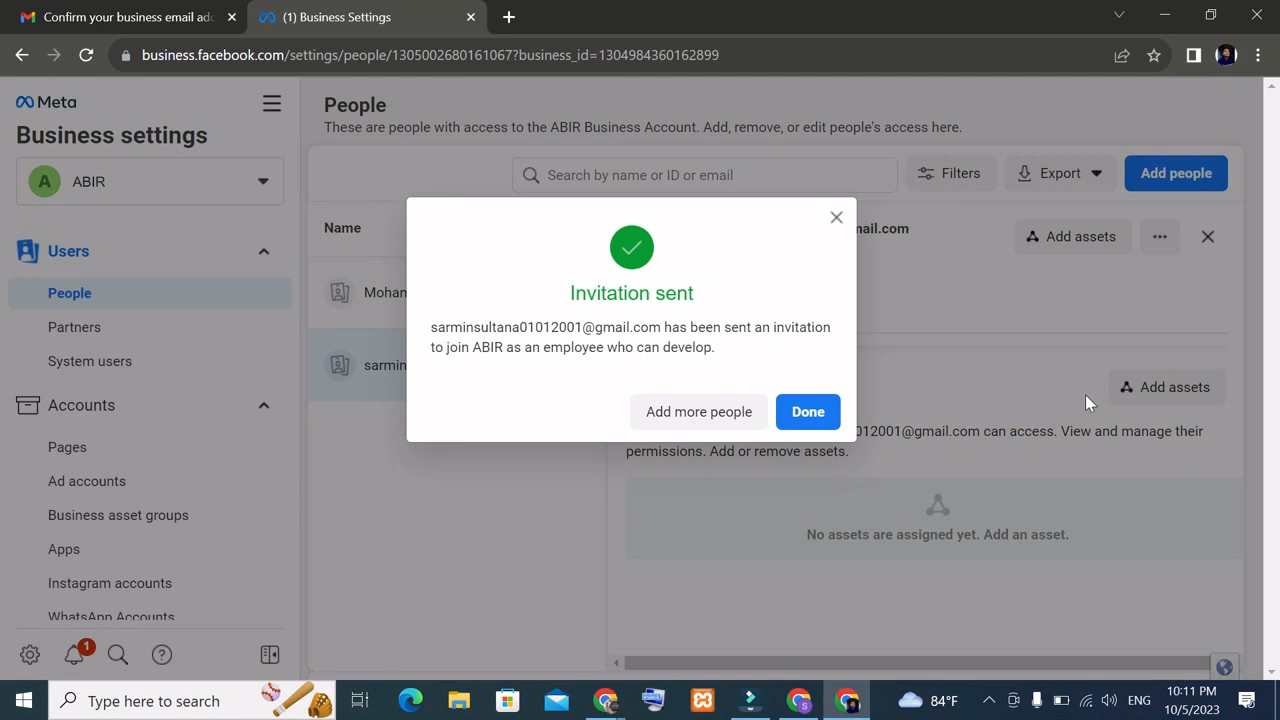 Confirm your business email add
(1) Business Settings
business.facebook.com/settings/people/1305002680161067?business_id=1304984360162899
Meta
Business settings
A
ABIR
Users
People
Partners
System users
Accounts
Pages
Ad accounts
Business asset groups
Apps
Instagram accounts
WhatsApp Accounts
1
People
These are people with access to the ABIR Business Account. Add, remove, or edit people's access here.
Search by name or ID or email
Filters
Export
Add people
Name
Moham
sarmin
mail.com
Add assets
Invitation sent
sarminsultana01012001@gmail.com has been sent an invitation
to join ABIR as an employee who can develop.
Add more people
Done
Add assets
012001@gmail.com can access. View and manage their
permissions. Add or remove assets.
No assets are assigned yet. Add an asset.
Type here to search
84°F
ENG
10:11 PM
10/5/2023